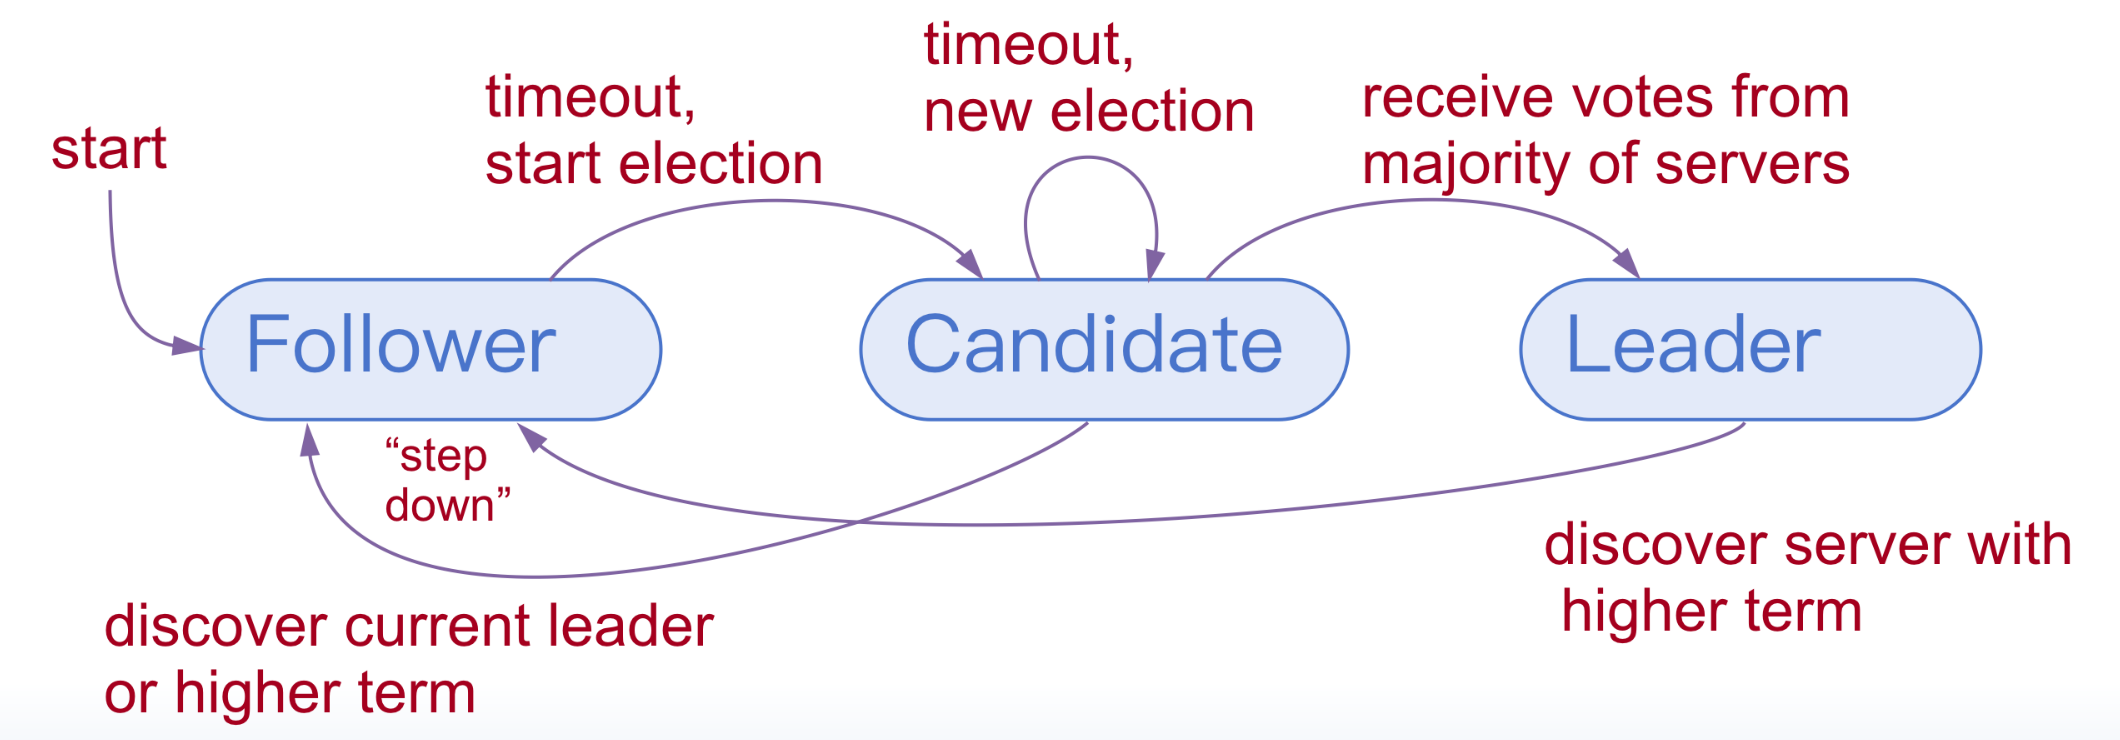 start
timeout,
start election
timeout,
new election
receive votes from
majority of servers
Follower
Candidate
Leader
“step
down”
discover current leader
or higher term
discover server with
higher term